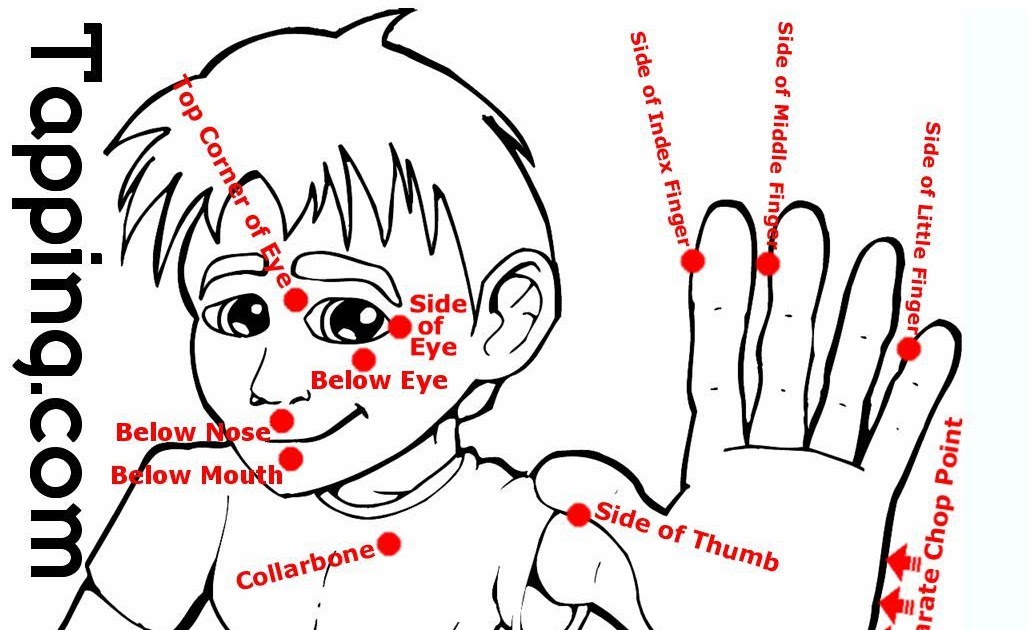 Tapping.com
Top Corner of Eye
Side
of
Eye
Below Eye
Below Nose
Below Mouth
Collarbone
Side of Index Finger
Side of Middle Finger
Side of Little Finger
Side of Thumb
Chop Point